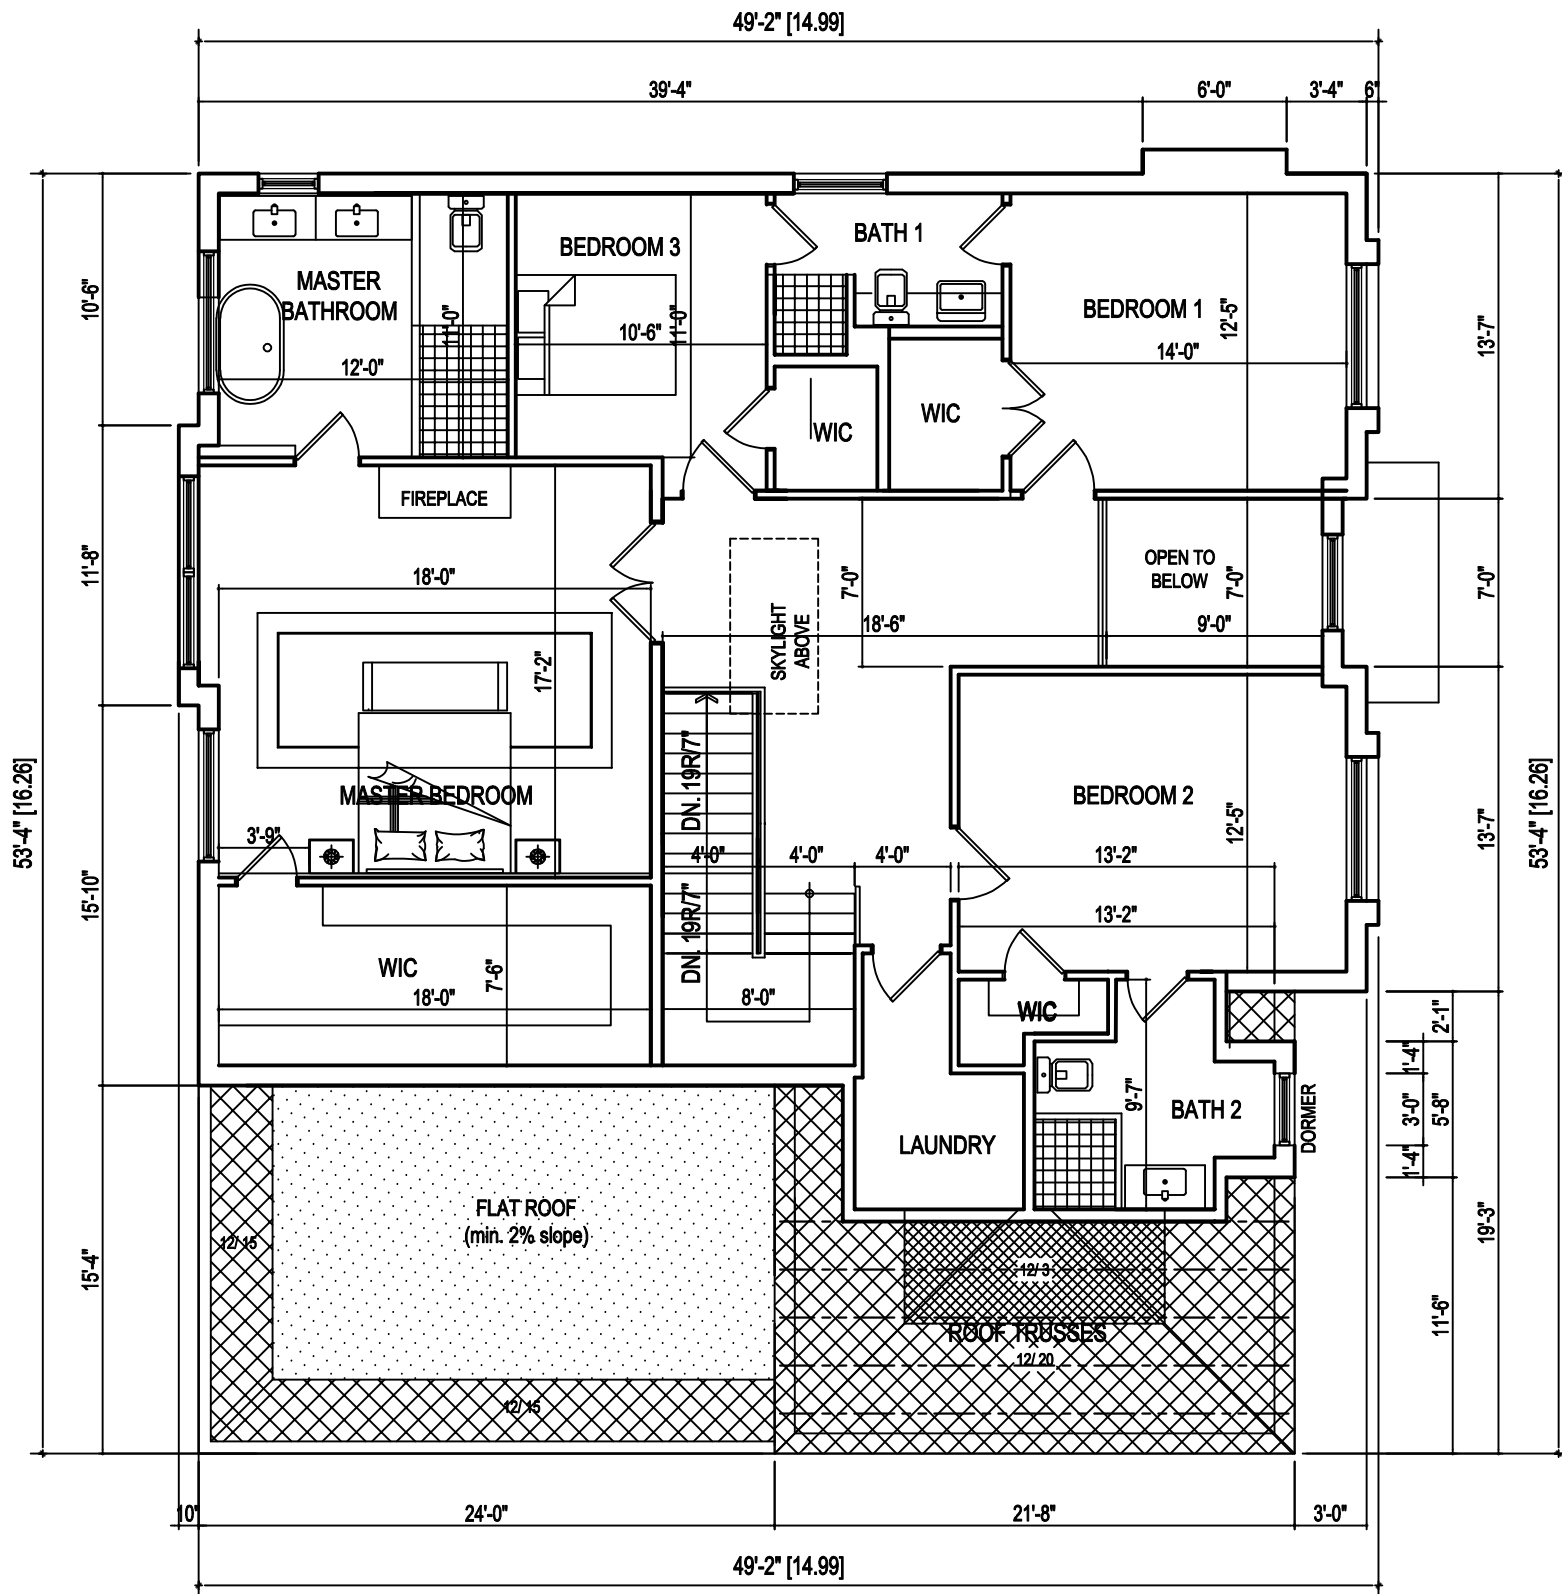 49'-2" [14.99]
39'-4"
6'-0"
3'-4"
6"
BEDROOM 3
BATH 1
MASTER
BATHROOM
BEDROOM 1
10'-6"
11'-0"
10'-6"
11'-0"
12'-5"
13'-7"
12'-0"
14'-0"
WIC
WIC
FIREPLACE
11'-8"
18'-0"
7'-0"
OPEN TO
BELOW
7'-0"
7'-0"
SKYLIGHT
ABOVE
18'-6"
9'-0"
17'-2"
53'-4" [16.26]
DN. 19R/7"
MASTER BEDROOM
BEDROOM 2
12'-5"
13'-7"
53'-4" [16.26]
3'-9"
4'-0"
4'-0"
4'-0"
13'-2"
15'-10"
DN. 19R/7"
13'-2"
WIC
7'-6"
18'-0"
8'-0"
WIC
2'-1"
1'-4"
9'-7"
BATH 2
DORMER
3'-0"
5'-8"
LAUNDRY
1'-4"
FLAT ROOF
(min. 2% slope)
19'-3"
12/ 15
15'-4"
12/ 3
11'-6"
ROOF TRUSSES
12/ 20
12/ 15
10"
24'-0"
21'-8"
3'-0"
49'-2" [14.99]